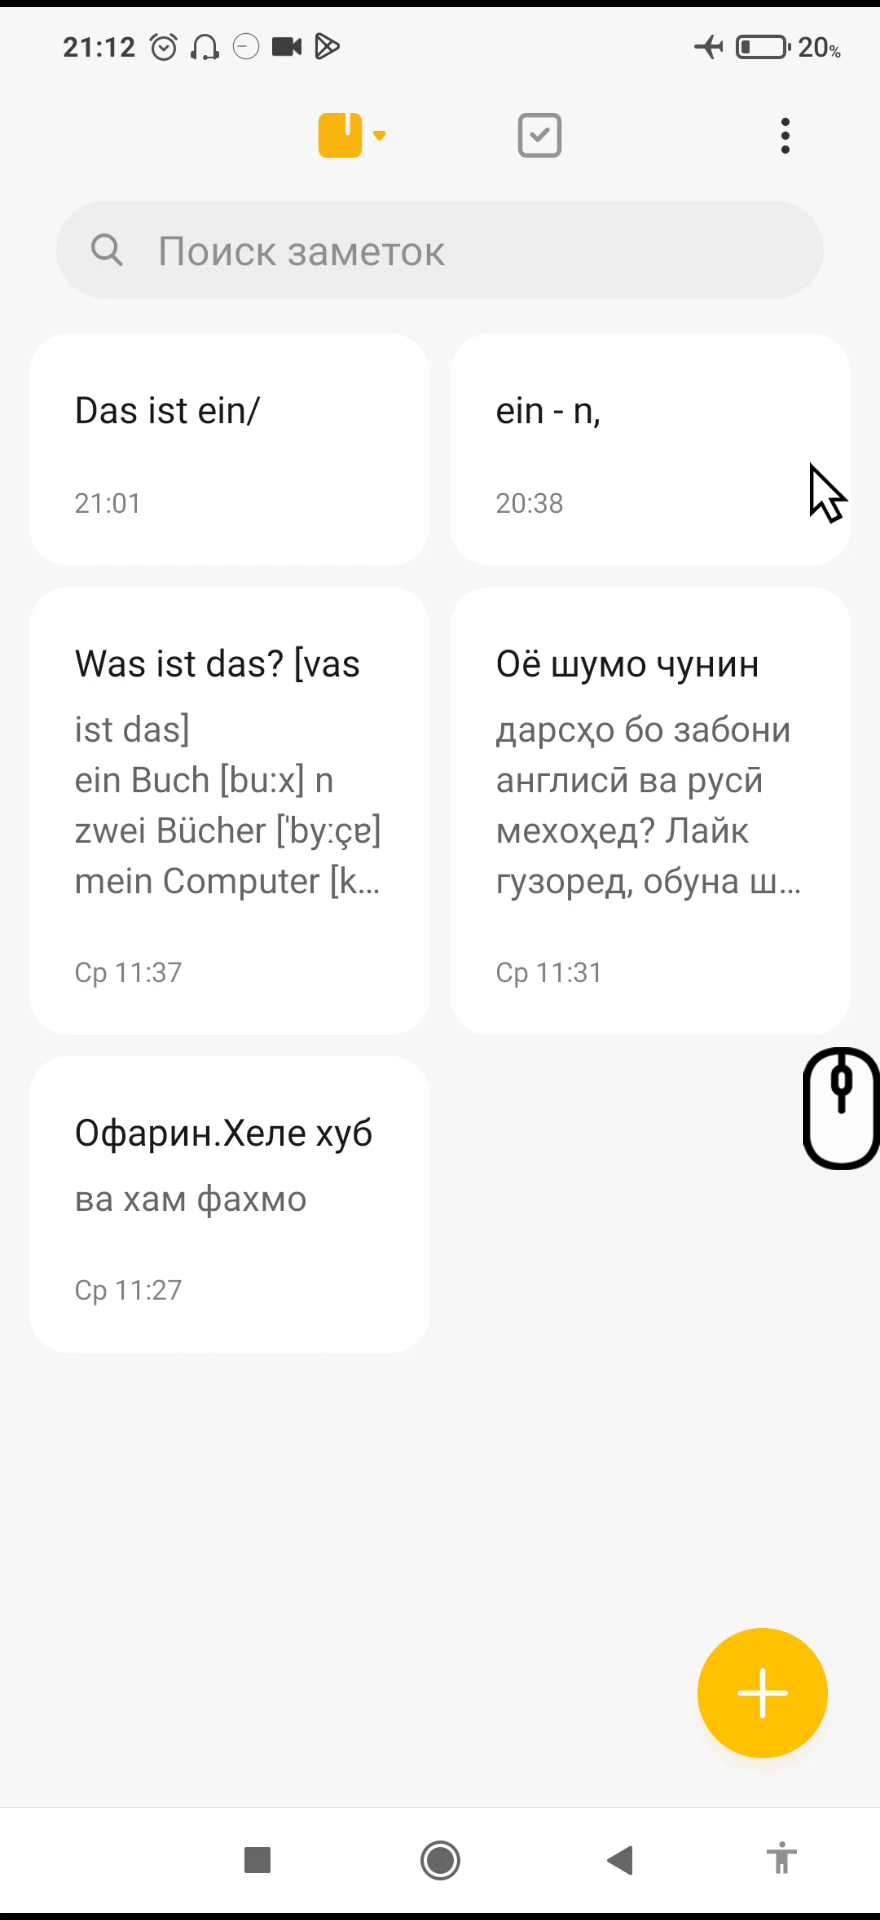 21:12
20%
Поиск заметок
Das ist ein/
21:01
ein - n,
20:38
Was ist das? [vas
ist das]
ein Buch [bu:x] n
zwei Bücher [ˈbyːçɐ]
mein Computer [k...
Ср 11:37
Оё шумо чунин
дарсҳо бо забони
англисӣ ва русӣ
мехоҳед? Лайк
гузоред, обуна ш...
Ср 11:31
Офарин.Хеле хуб
ва хам фахмо
Ср 11:27